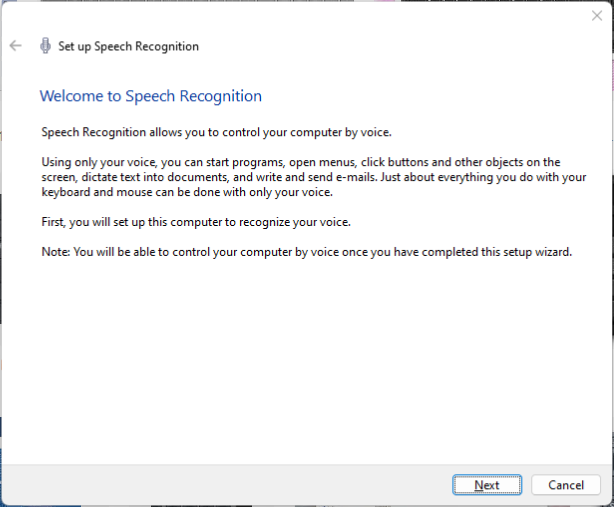 Set up Speech Recognition
Welcome to Speech Recognition
Speech Recognition allows you to control your computer by voice.
Using only your voice, you can start programs, open menus, click buttons and other objects on the
screen, dictate text into documents, and write and send e-mails. Just about everything you do with your
keyboard and mouse can be done with only your voice.
First, you will set up this computer to recognize your voice.
Note: You will be able to control your computer by voice once you have completed this setup wizard.
Next
Cancel